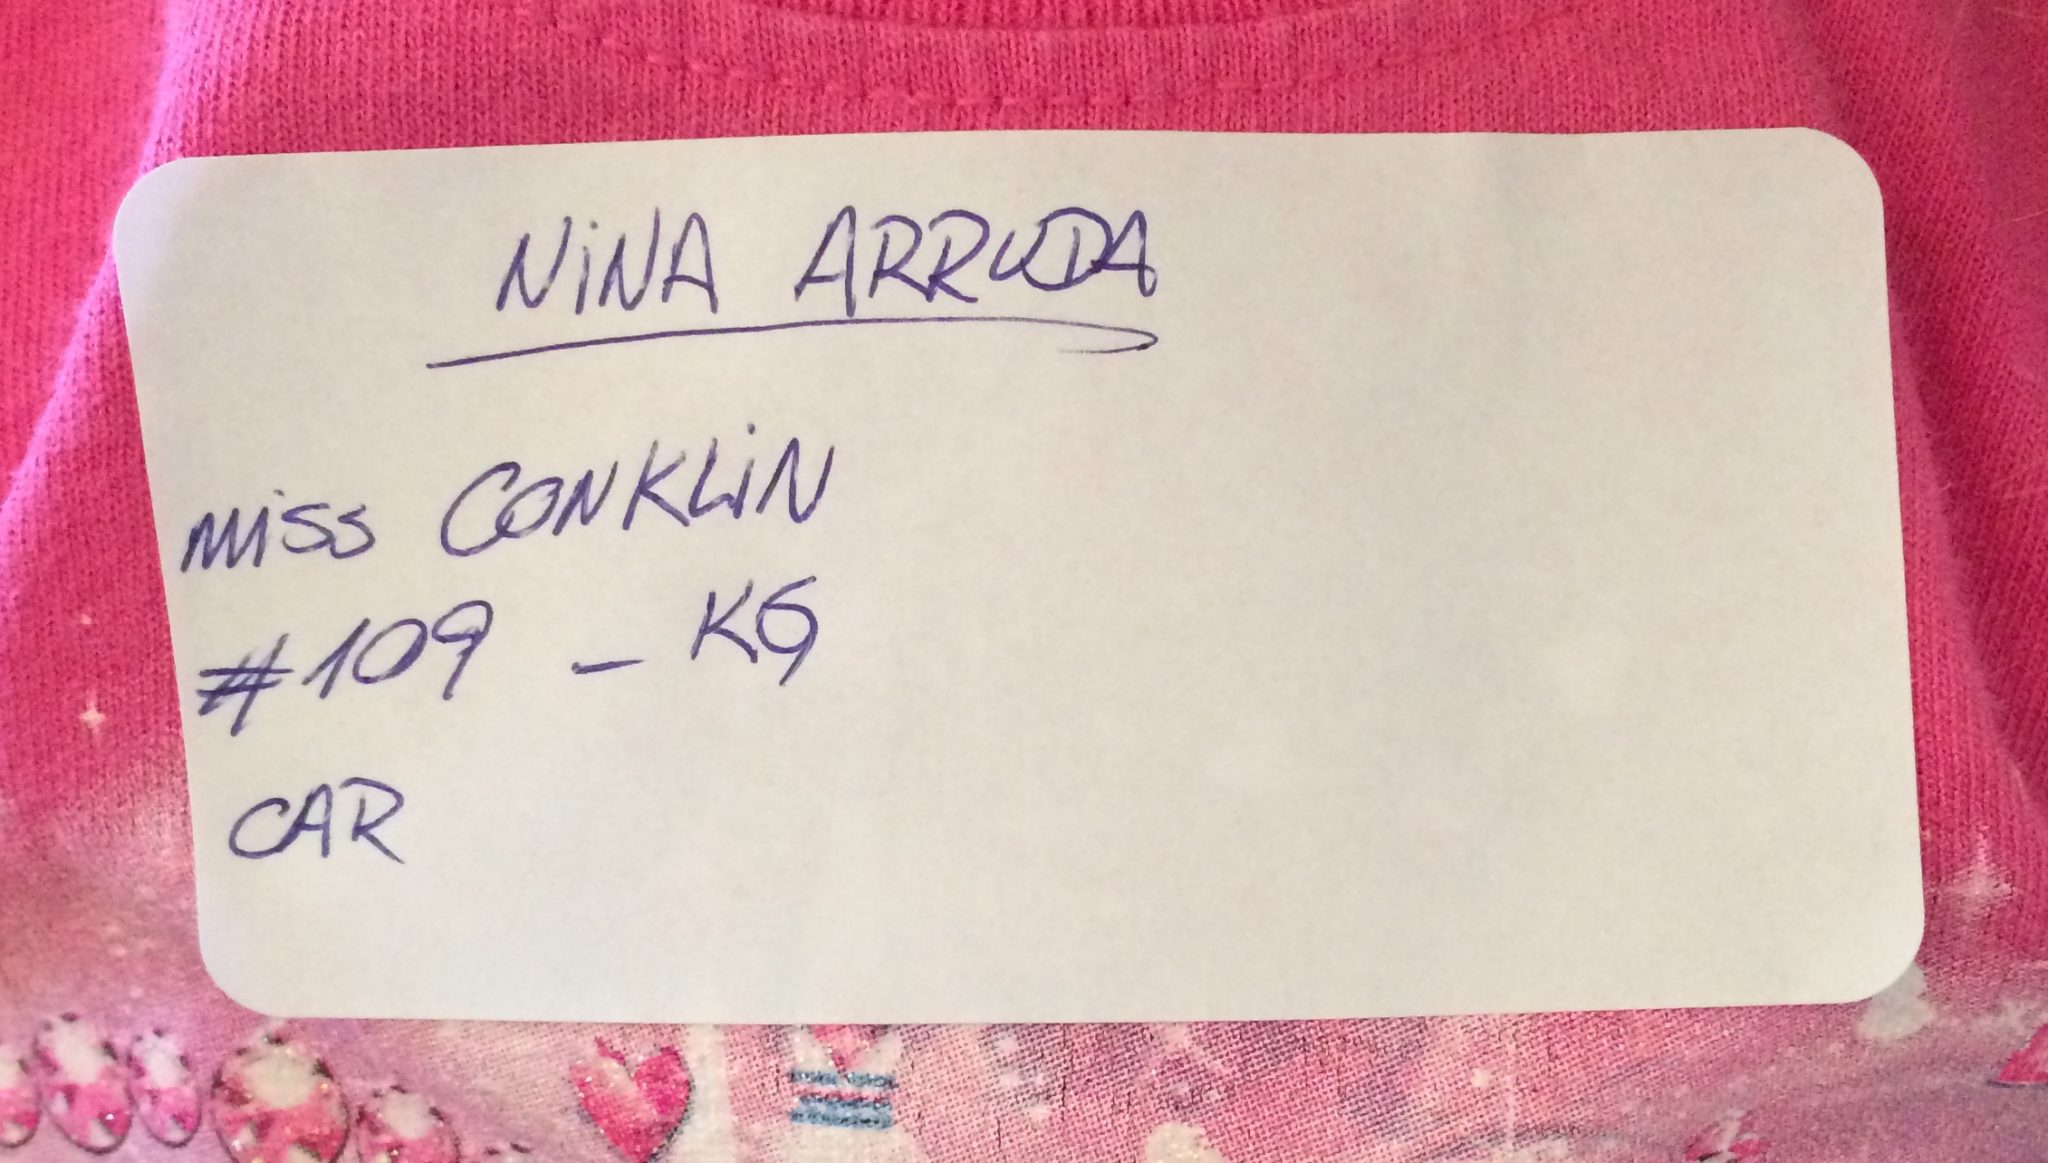 NiNA ARRUDA
MISS CONKLiN
#109 - KG
CAR